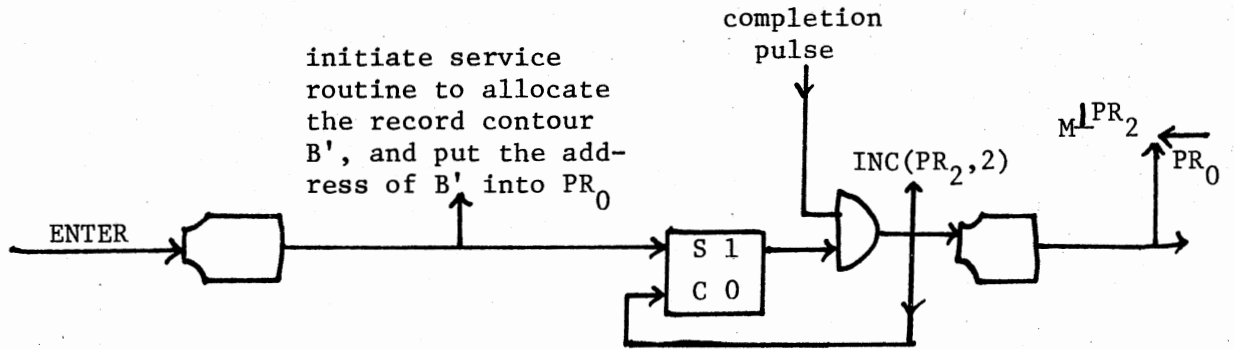 completion
pulse
initiate service
routine to allocate
the record contour
B', and put the add-
ress of B' into PR₀
M⊥PR₂ ←
PR₀
INC(PR₂,2)
ENTER
S 1
C 0